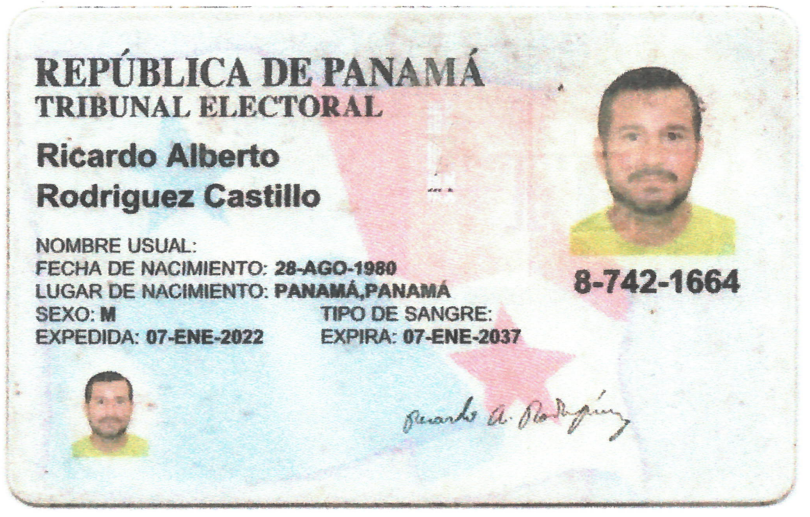 REPÚBLICA DE PANAMÁ
TRIBUNAL ELECTORAL
Ricardo Alberto
Rodriguez Castillo
NOMBRE USUAL:
FECHA DE NACIMIENTO: 28-AGO-1980
LUGAR DE NACIMIENTO: PANAMÁ,PANAMÁ
SEXO: M TIPO DE SANGRE:
EXPEDIDA: 07-ENE-2022 EXPIRA: 07-ENE-2037
8-742-1664
Ricardo A. Rodríguez